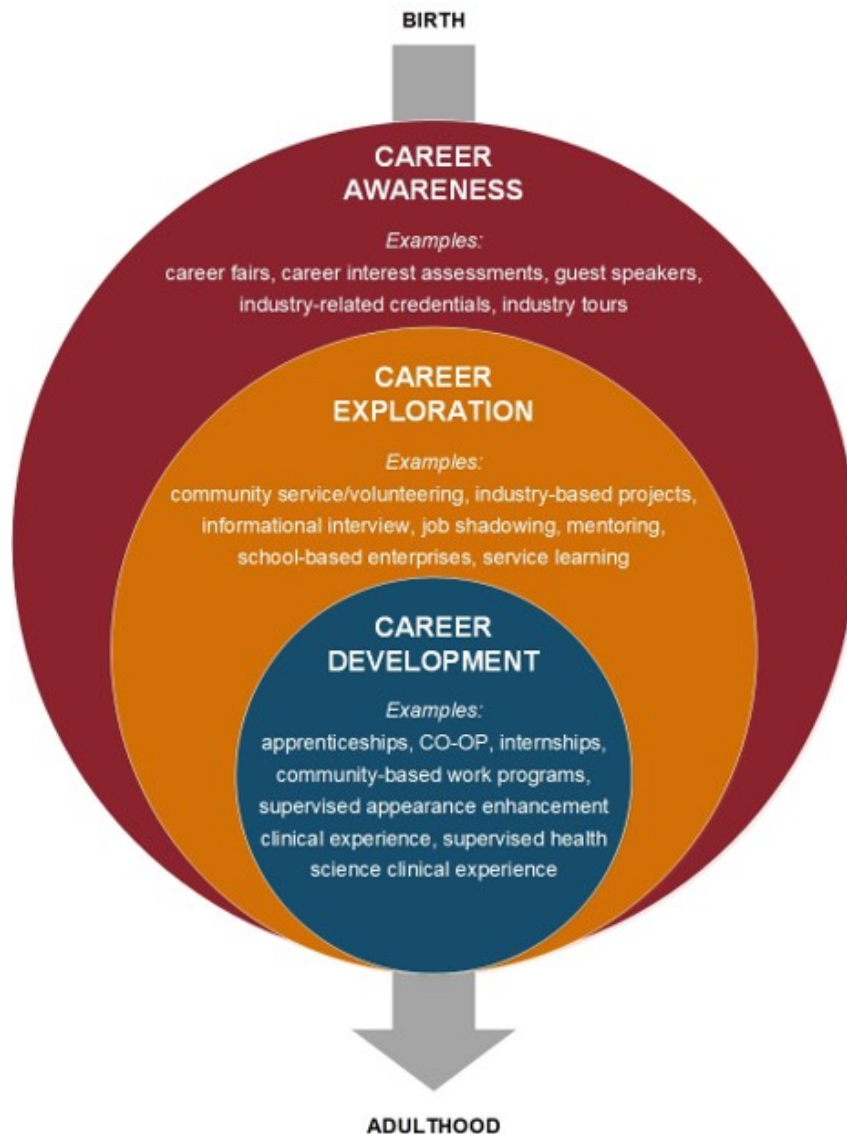 BIRTH
CAREER
AWARENESS
Examples:
career fairs, career interest assessments, guest speakers,
industry-related credentials, industry tours
CAREER
EXPLORATION
Examples:
community service/volunteering, industry-based projects,
informational interview, job shadowing, mentoring,
school-based enterprises, service learning
CAREER
DEVELOPMENT
Examples:
apprenticeships, CO-OP, internships,
community-based work programs,
supervised appearance enhancement
clinical experience, supervised health
science clinical experience
ADULTHOOD